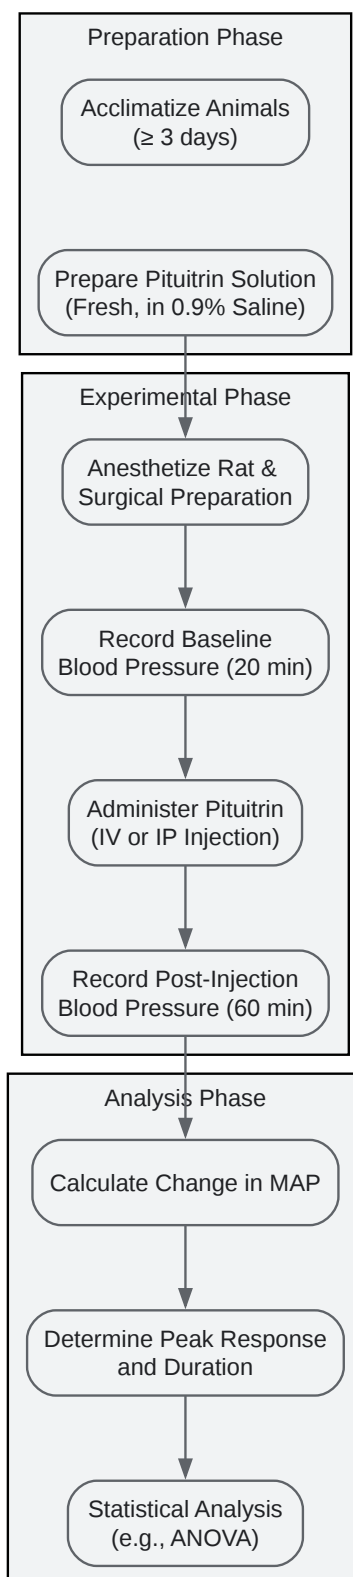 Preparation Phase
Acclimatize Animals
(≥ 3 days)
Prepare Pituitrin Solution
(Fresh, in 0.9% Saline)
Experimental Phase
Anesthetize Rat &
Surgical Preparation
Record Baseline
Blood Pressure (20 min)
Administer Pituitrin
(IV or IP Injection)
Record Post-Injection
Blood Pressure (60 min)
Analysis Phase
Calculate Change in MAP
Determine Peak Response
and Duration
Statistical Analysis
(e.g., ANOVA)